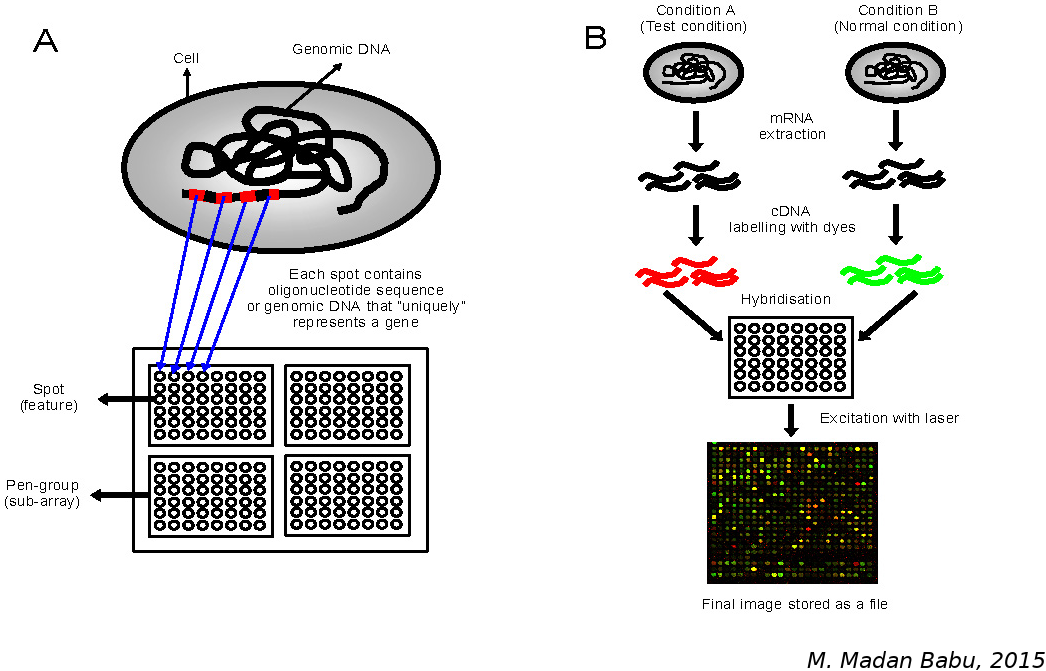 A
Cell
Genomic DNA
Each spot contains
oligonucleotide sequence
or genomic DNA that "uniquely"
represents a gene
Spot
(feature)
Pen-group
(sub-array)
B
Condition A
(Test condition)
Condition B
(Normal condition)
mRNA
extraction
cDNA
labelling with dyes
Hybridisation
Excitation with laser
Final image stored as a file
M. Madan Babu, 2015